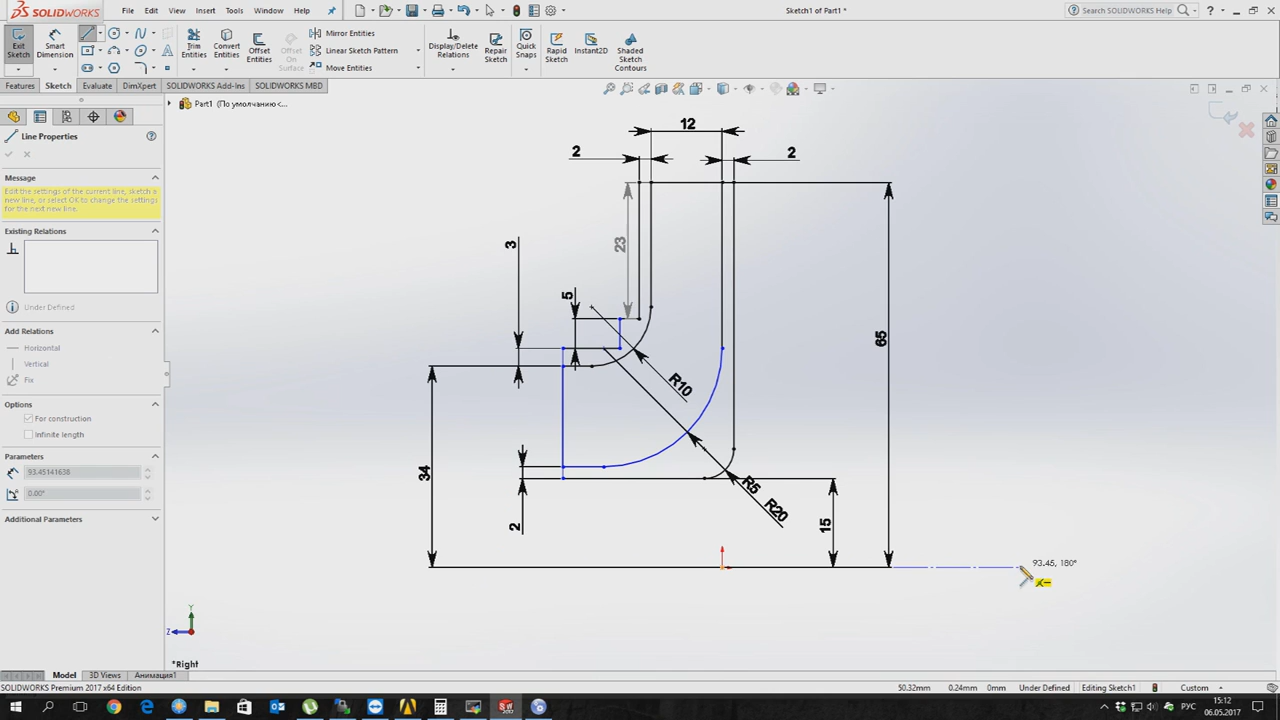 SOLIDWORKS File Edit View Insert Tools Window Help Sketch1 of Part1 * Search SOLIDWORKS Help
Exit Sketch
Smart Dimension
Trim Entities
Convert Entities
Offset Entities
Offset On Surface
Mirror Entities
Linear Sketch Pattern
Move Entities
Display/Delete Relations
Repair Sketch
Quick Snaps
Rapid Sketch
Instant2D
Shaded Sketch Contours
Features Sketch Evaluate DimXpert SOLIDWORKS Add-Ins SOLIDWORKS MBD
Part1 (По умолчанию <...
Line Properties
Message
Edit the settings of the current line, sketch a
new line, or select OK to change the settings
for the next new line.
Existing Relations
Under Defined
Add Relations
Horizontal
Vertical
Fix
Options
For construction
Infinite length
Parameters
93.45141638
0.00°
Additional Parameters
12
2
2
23
3
5
65
R10
34
R5
R20
2
15
93.45, 180°
Y
Z
*Right
Model 3D Views Анимация1
SOLIDWORKS Premium 2017 x64 Edition 50.32mm 0.24mm 0mm Under Defined Editing Sketch1 Custom
РУС
15:12
06.05.2017